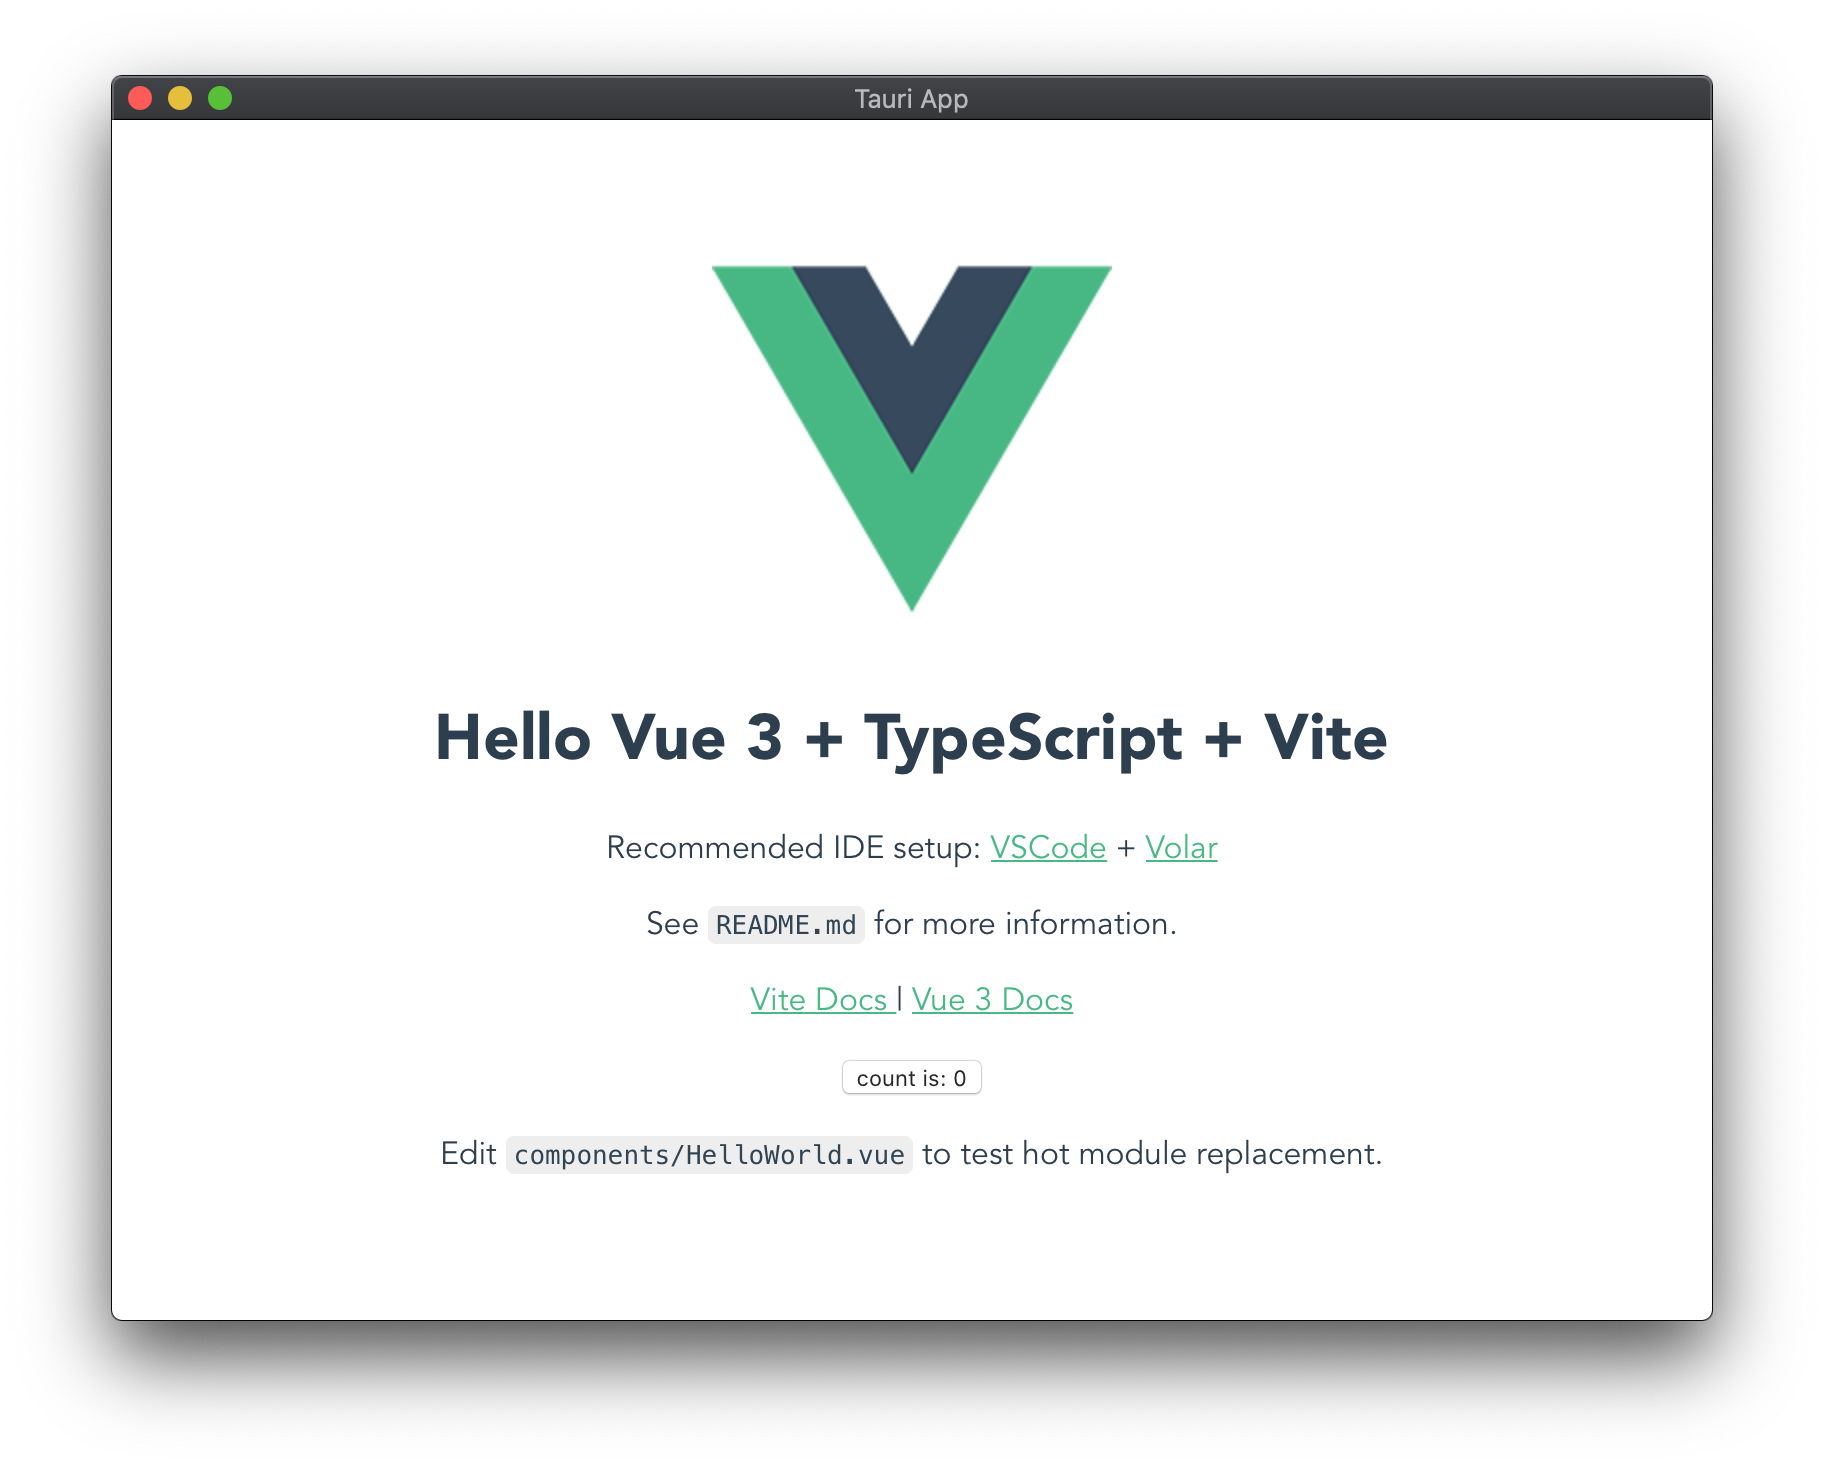 Tauri App
Hello Vue 3 + TypeScript + Vite
Recommended IDE setup: VSCode + Volar
See README.md for more information.
Vite Docs | Vue 3 Docs
count is: 0
Edit components/HelloWorld.vue to test hot module replacement.